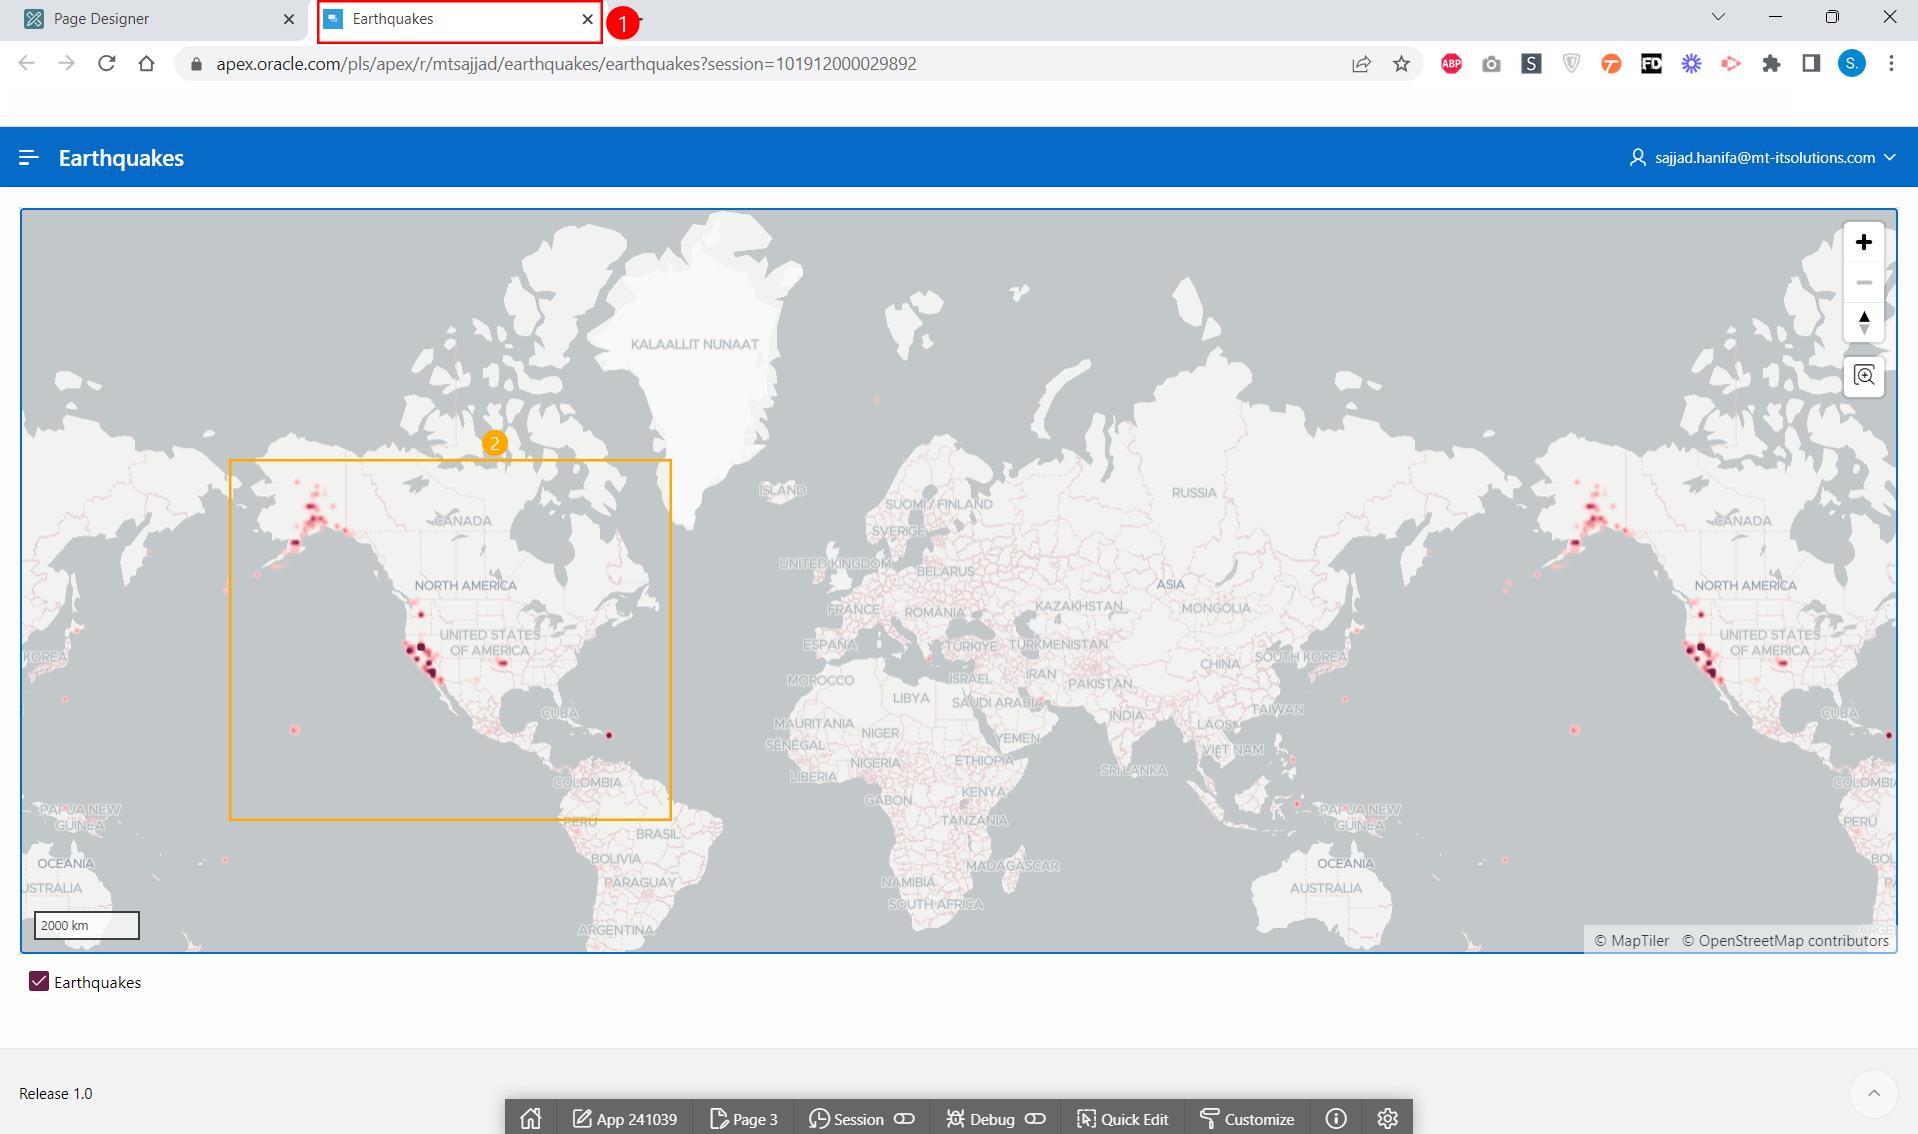 Page Designer
Earthquakes
1
apex.oracle.com/pls/apex/r/mtsajjad/earthquakes/earthquakes?session=101912000029892
ABP
S
FD
S.
Earthquakes
sajjad.hanifa@mt-itsolutions.com
KALAALLIT NUNAAT
2
ISLAND
RUSSIA
SUOMI / FINLAND
SVERIGE
CANADA
CANADA
UNITED KINGDOM
BELARUS
NORTH AMERICA
ASIA
NORTH AMERICA
FRANCE
ROMÂNIA
KAZAKHSTAN
MONGOLIA
UNITED STATES
OF AMERICA
ESPAÑA
TÜRKIYE
TURKMENISTAN
UNITED STATES
OF AMERICA
KOREA
CHINA
SOUTH KOREA
MOROCCO
ISRAEL
IRAN
PAKISTAN
LIBYA
SAUDI ARABIA
CUBA
INDIA
TAIWAN
CUBA
MAURITANIA
NIGER
LAOS
SÉNÉGAL
YEMEN
VIỆT NAM
LIBERIA
NIGERIA
ETHIOPIA
SRI LANKA
COLOMBIA
COLOMBI
GABON
KENYA
PAPUA NEW
GUINEA
PERÚ
TANZANIA
PAPUA NEW
GUINEA
PERÚ
BRASIL
OCEANIA
BOLIVIA
MADAGASCAR
OCEANIA
BOL
USTRALIA
PARAGUAY
NAMIBIA
AUSTRALIA
P
SOUTH AFRICA
2000 km
ARGENTINA
ARGE
© MapTiler © OpenStreetMap contributors
Earthquakes
Release 1.0
App 241039
Page 3
Session
Debug
Quick Edit
Customize